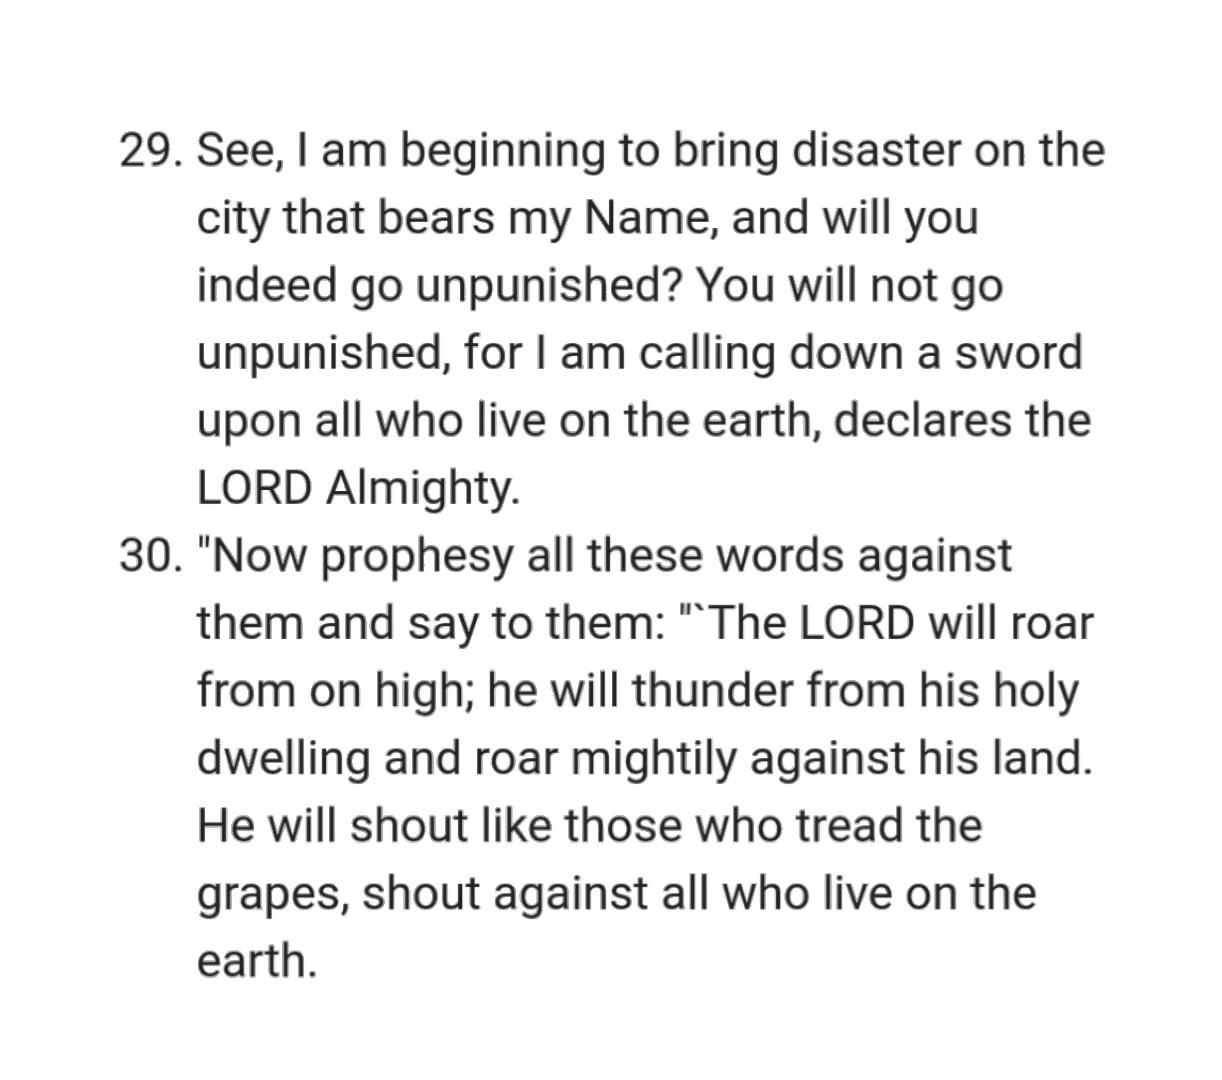 29. See, I am beginning to bring disaster on the
city that bears my Name, and will you
indeed go unpunished? You will not go
unpunished, for I am calling down a sword
upon all who live on the earth, declares the
LORD Almighty.
30. "Now prophesy all these words against
them and say to them: "`The LORD will roar
from on high; he will thunder from his holy
dwelling and roar mightily against his land.
He will shout like those who tread the
grapes, shout against all who live on the
earth.